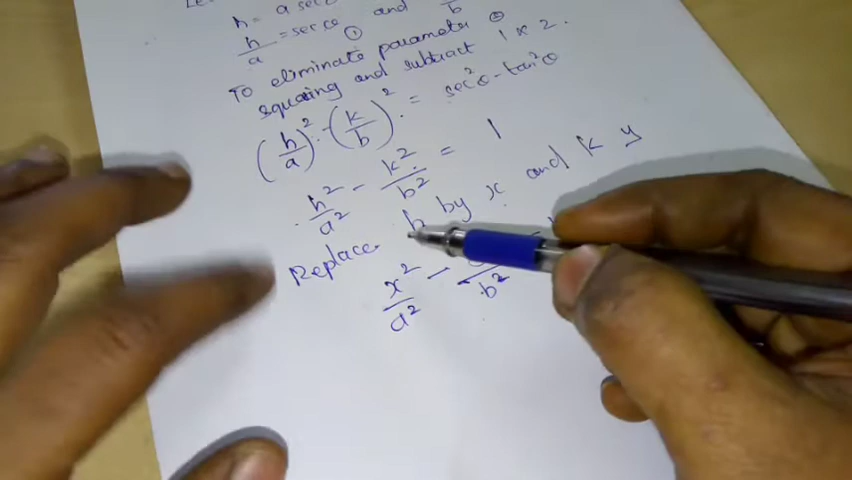 h = a sec
h/a = sec θ ① and b
To eliminate parameter ②
squaring and subtract 1 & 2.
(h/a)² - (k/b)² = sec²θ - tan²θ
h²/a² - k²/b² = 1
Replace h by x and k y
x²/a² - b²